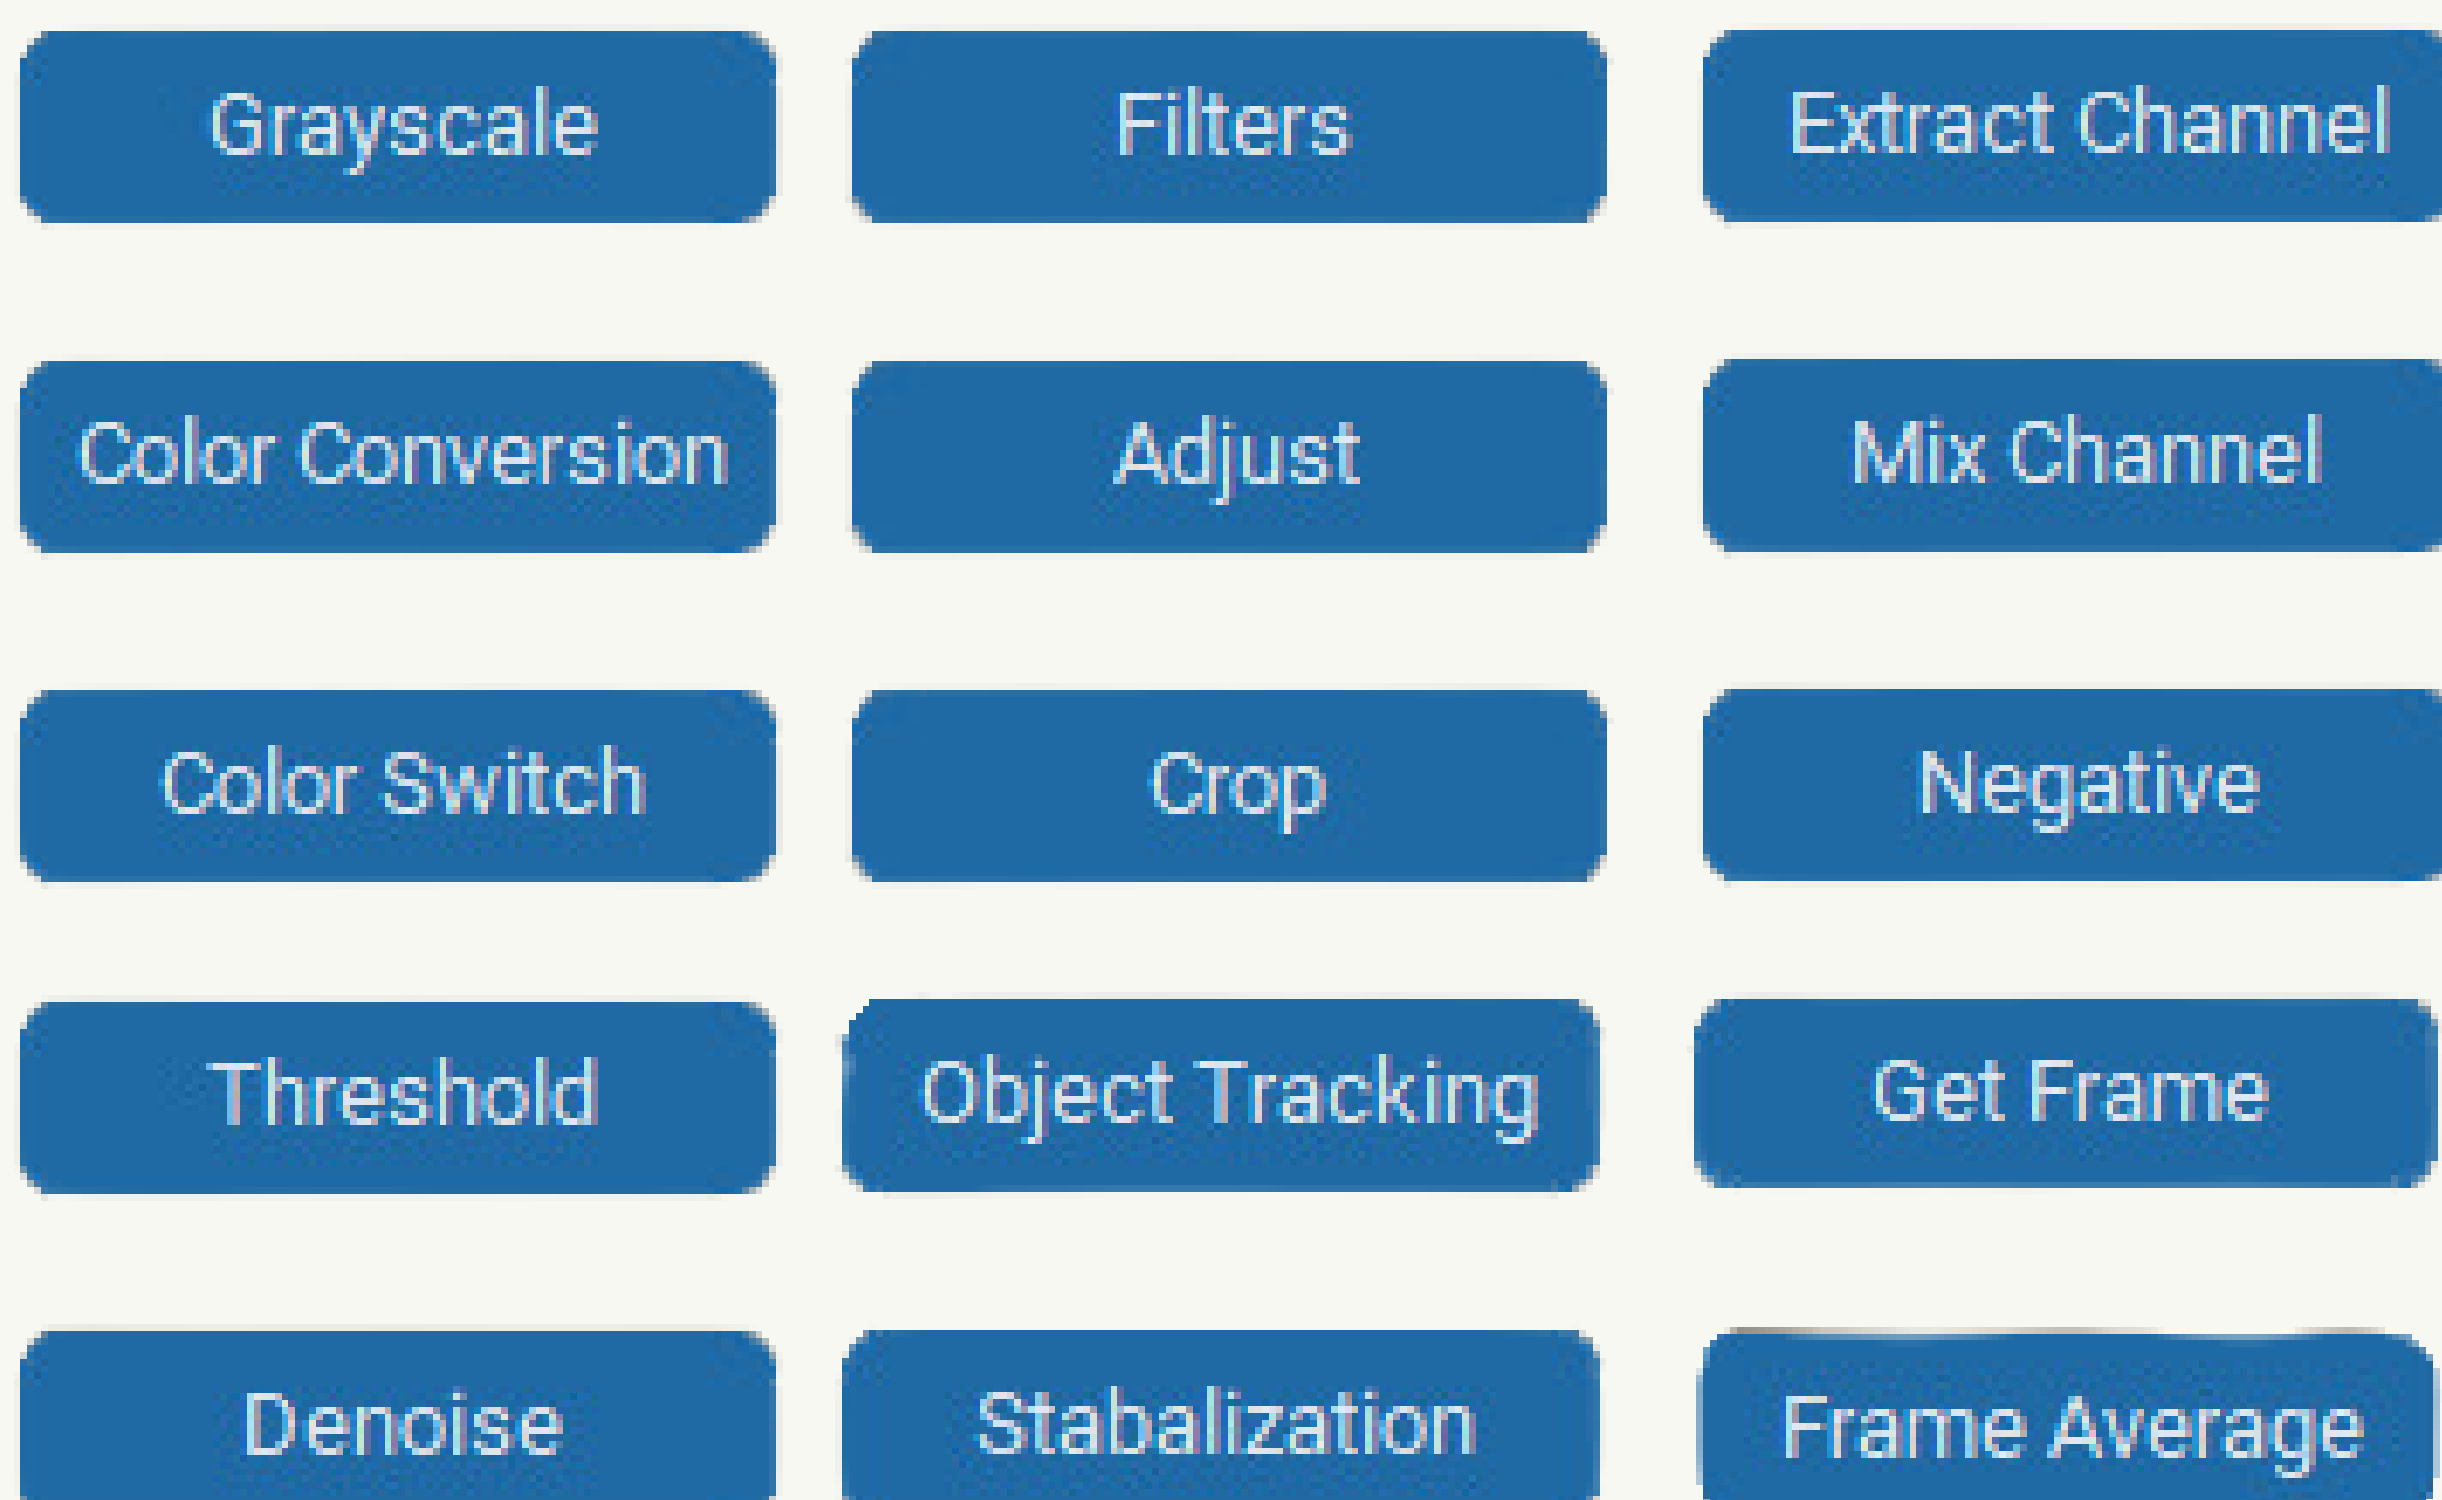 Grayscale
Filters
Extract Channel
Color Conversion
Adjust
Mix Channel
Color Switch
Crop
Negative
Threshold
Object Tracking
Get Frame
Denoise
Stabalization
Frame Average